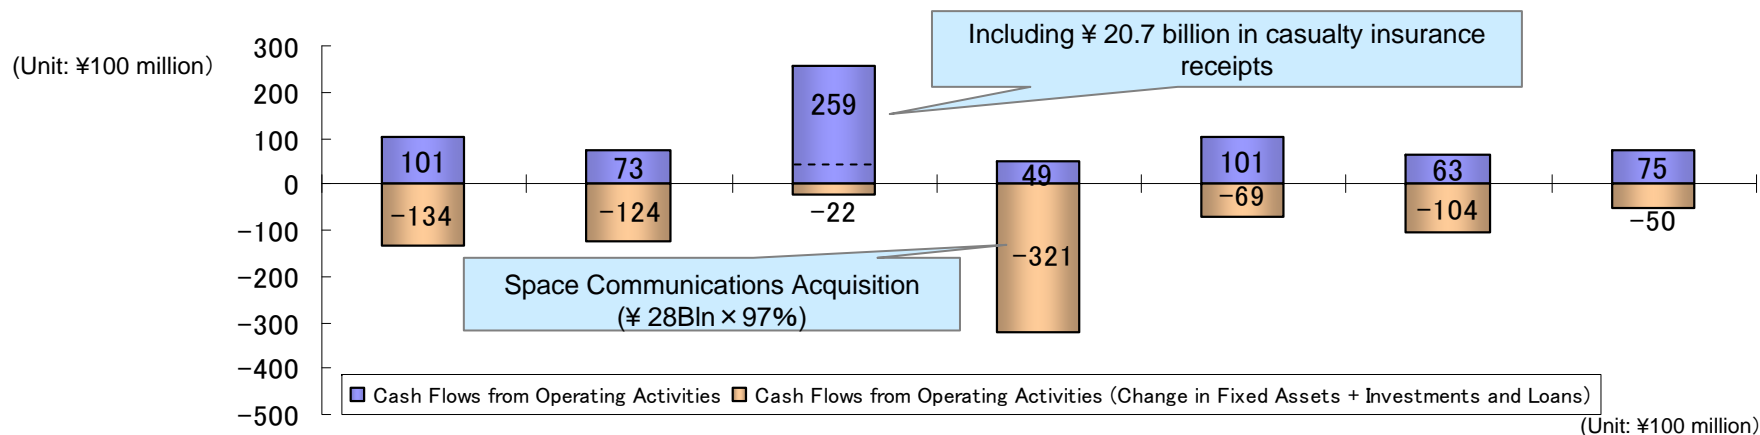 Including ¥ 20.7 billion in casualty insurance
receipts
(Unit: ¥100 million)
300
200
100
0
-100
-200
-300
-400
-500
101
73
259
49
101
63
75
-134
-124
-22
-321
-69
-104
-50
Space Communications Acquisition
(¥ 28Bln × 97%)
Cash Flows from Operating Activities
Cash Flows from Operating Activities (Change in Fixed Assets + Investments and Loans)
(Unit: ¥100 million)